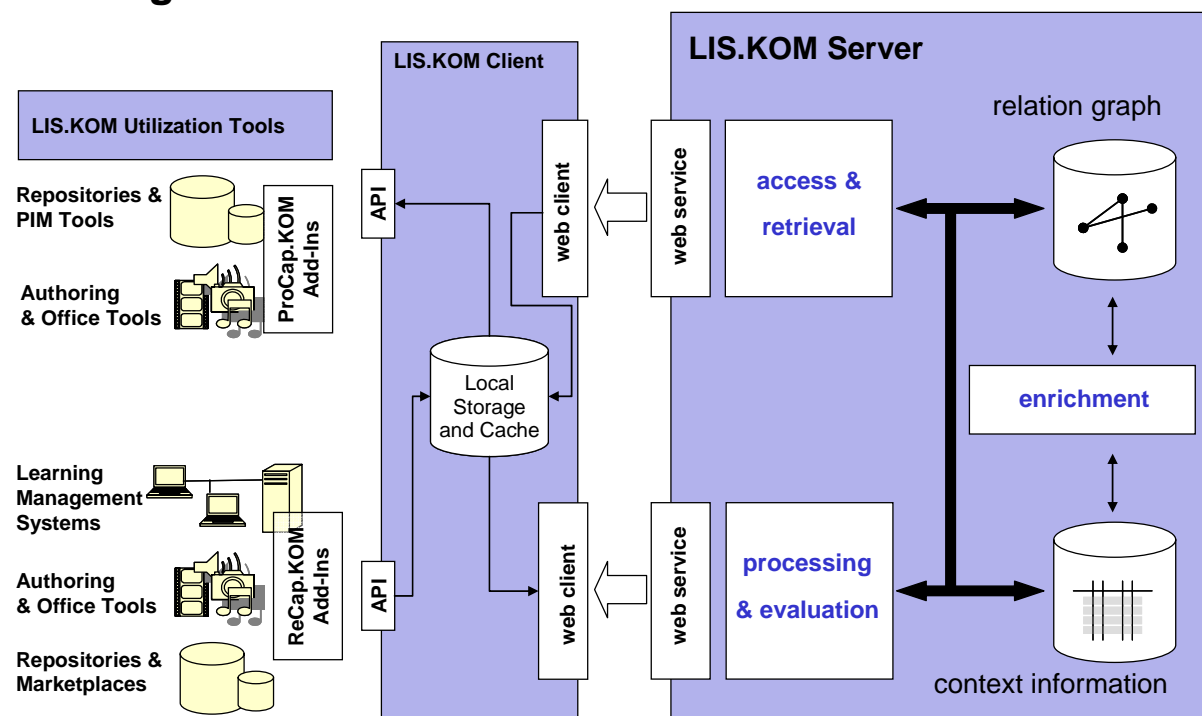 LIS.KOM Utilization Tools
Repositories &
PIM Tools
Authoring
& Office Tools
ProCap.KOM
Add-Ins
Learning
Management
Systems
Authoring
& Office Tools
Repositories &
Marketplaces
ReCap.KOM
Add-Ins
LIS.KOM Client
API
API
web client
web client
Local
Storage
and Cache
LIS.KOM Server
web service
web service
access &
retrieval
processing
& evaluation
relation graph
enrichment
context information